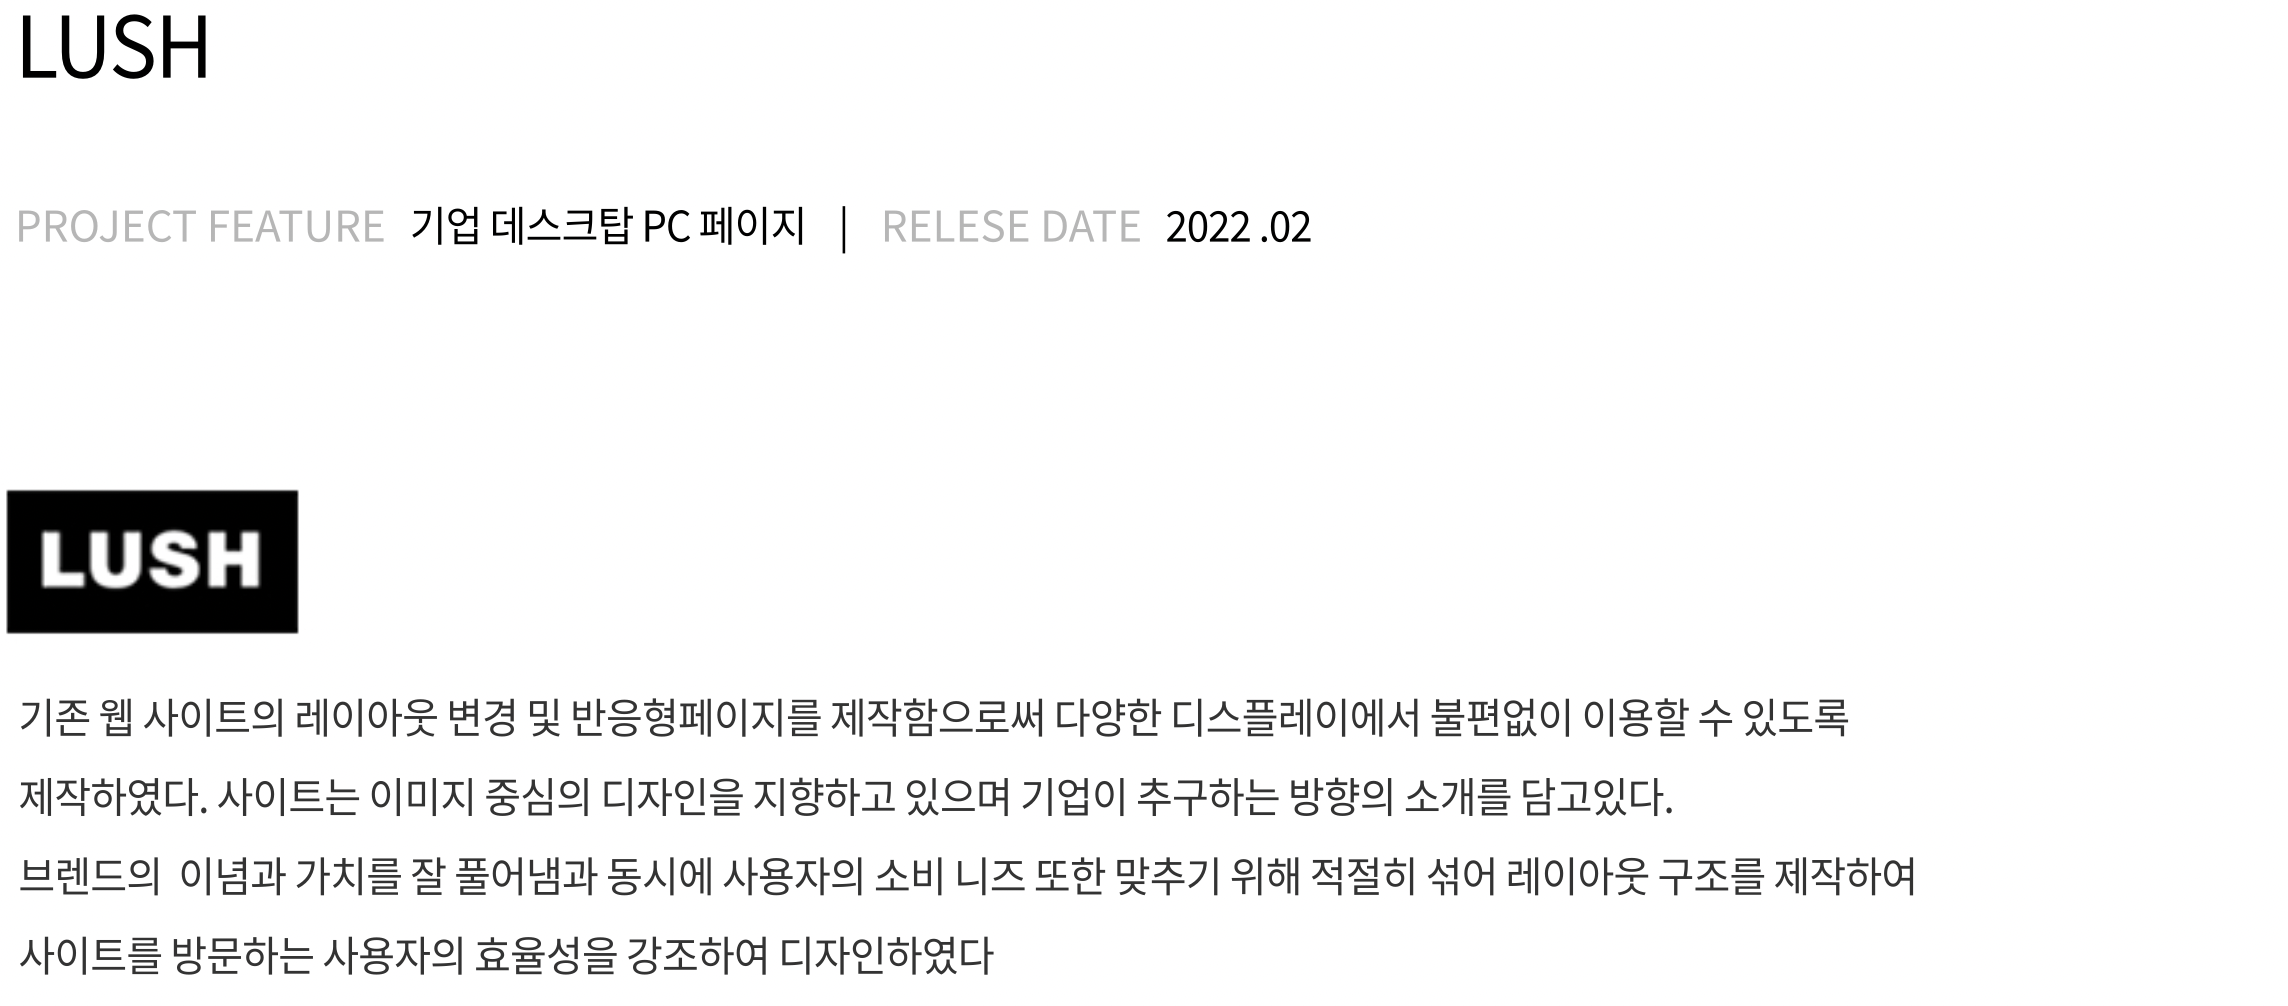 LUSH
PROJECT FEATURE 기업 데스크탑 PC 페이지 | RELESE DATE 2022 .02
LUSH
기존 웹 사이트의 레이아웃 변경 및 반응형페이지를 제작함으로써 다양한 디스플레이에서 불편없이 이용할 수 있도록
제작하였다. 사이트는 이미지 중심의 디자인을 지향하고 있으며 기업이 추구하는 방향의 소개를 담고있다.
브렌드의 이념과 가치를 잘 풀어냄과 동시에 사용자의 소비 니즈 또한 맞추기 위해 적절히 섞어 레이아웃 구조를 제작하여
사이트를 방문하는 사용자의 효율성을 강조하여 디자인하였다